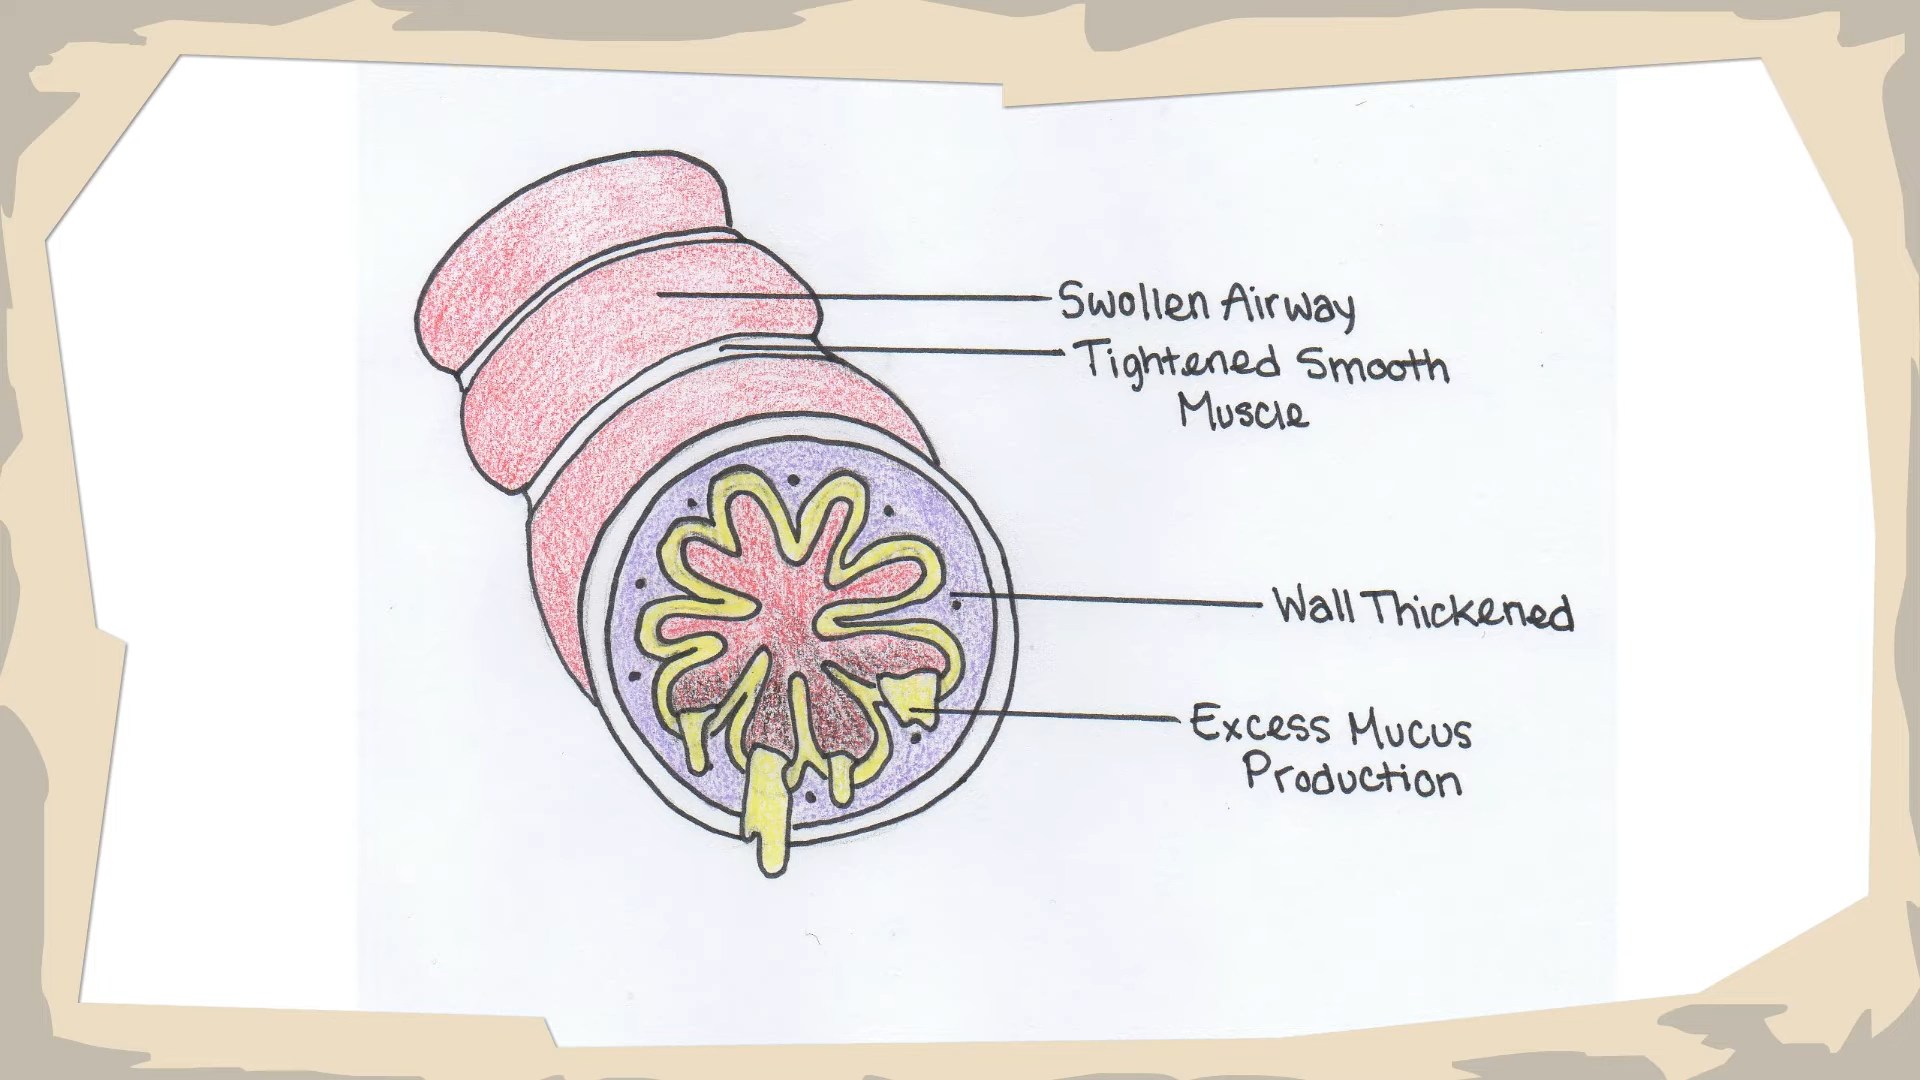 Swollen Airway
Tightened Smooth
Muscle
Wall Thickened
Excess Mucus
Production